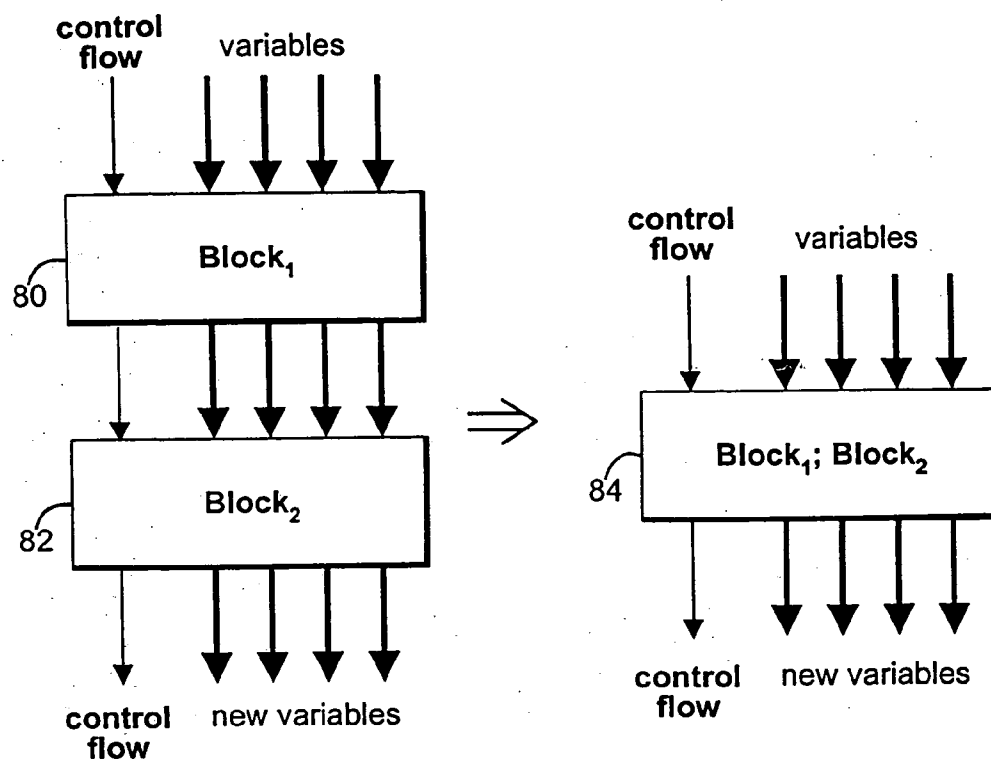 control
flow
variables
Block₁
80
Block₂
82
control
flow
new variables
control
flow
variables
Block₁; Block₂
84
control
flow
new variables